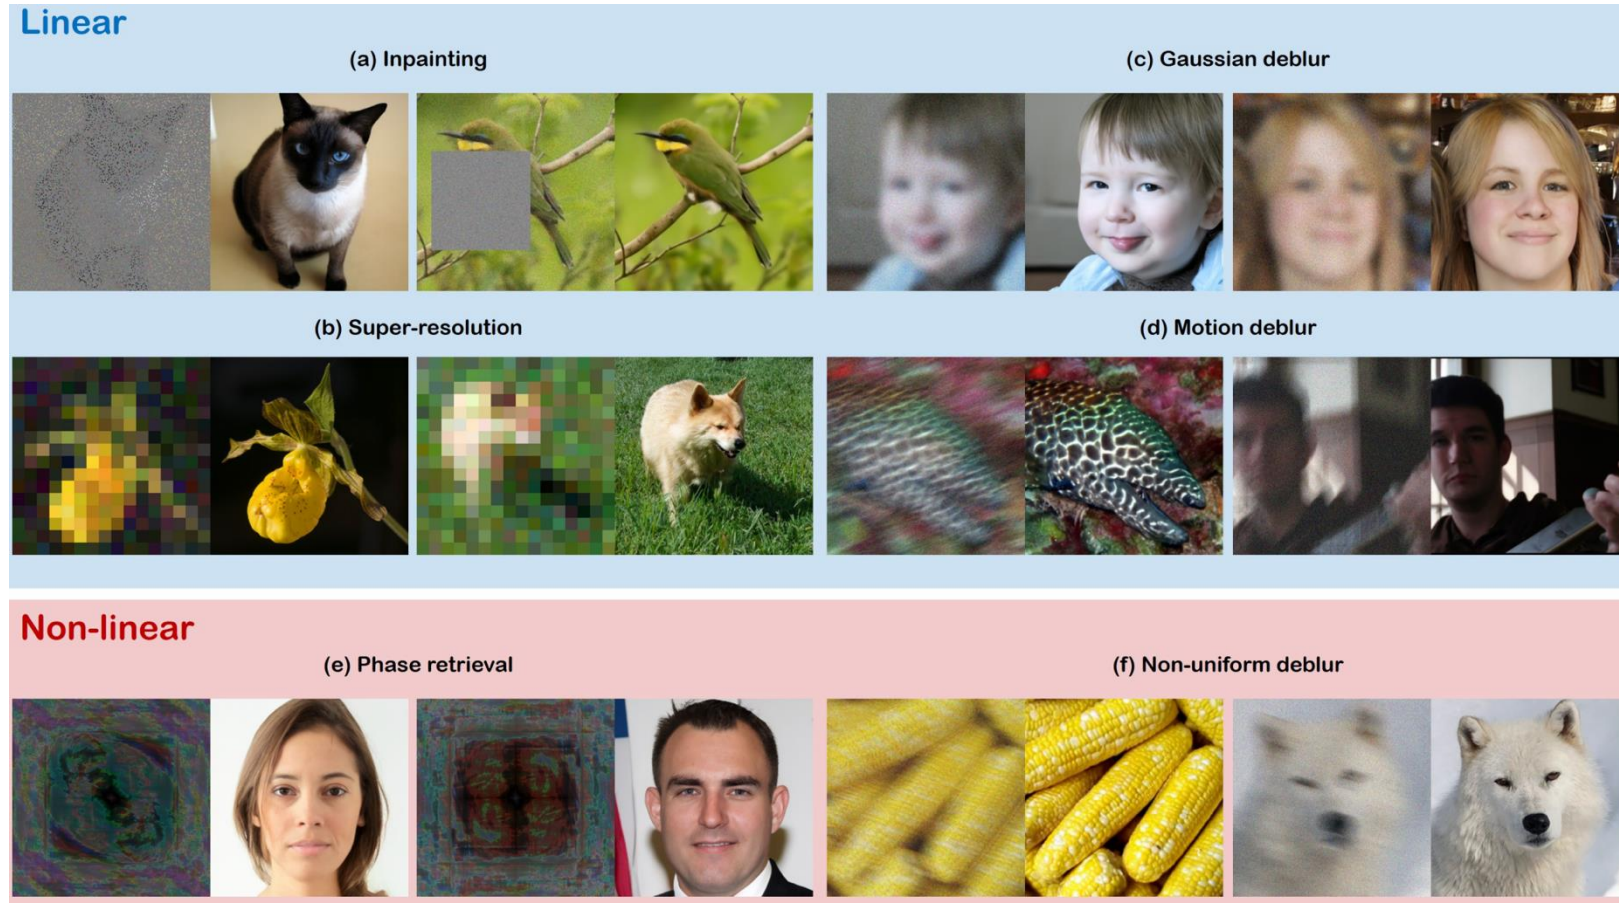 Linear
(a) Inpainting
(c) Gaussian deblur
(b) Super-resolution
(d) Motion deblur
Non-linear
(e) Phase retrieval
(f) Non-uniform deblur